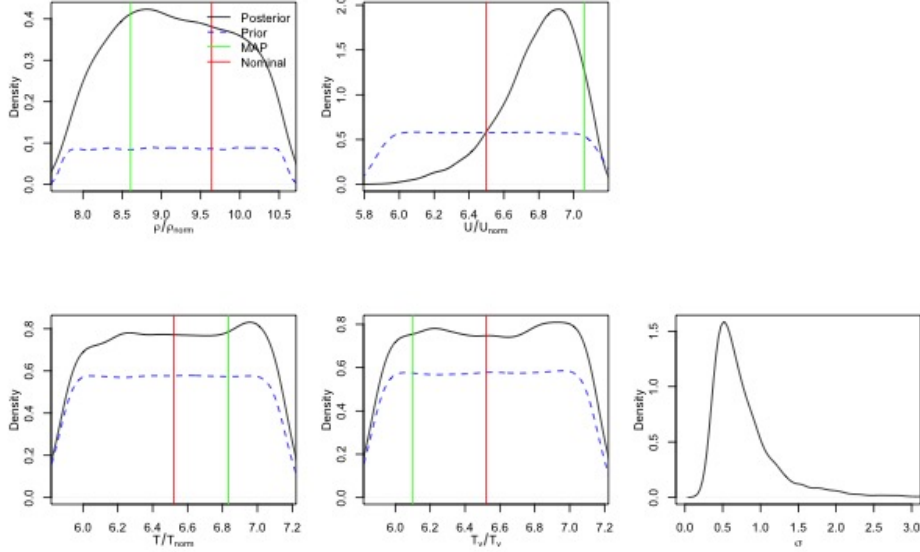 Density
0.0 0.1 0.2 0.3 0.4
Posterior
Prior
MAP
Nominal
8.0 8.5 9.0 9.5 10.0 10.5
ρ/ρnorm
Density
0.0 0.5 1.0 1.5 2.0
5.8 6.0 6.2 6.4 6.6 6.8 7.0
U/Unorm
Density
0.0 0.2 0.4 0.6 0.8
6.0 6.2 6.4 6.6 6.8 7.0 7.2
T/Tnorm
Density
0.0 0.2 0.4 0.6 0.8
6.0 6.2 6.4 6.6 6.8 7.0 7.2
Tv/Tv
Density
0.0 0.5 1.0 1.5
0.0 0.5 1.0 1.5 2.0 2.5 3.0
σ